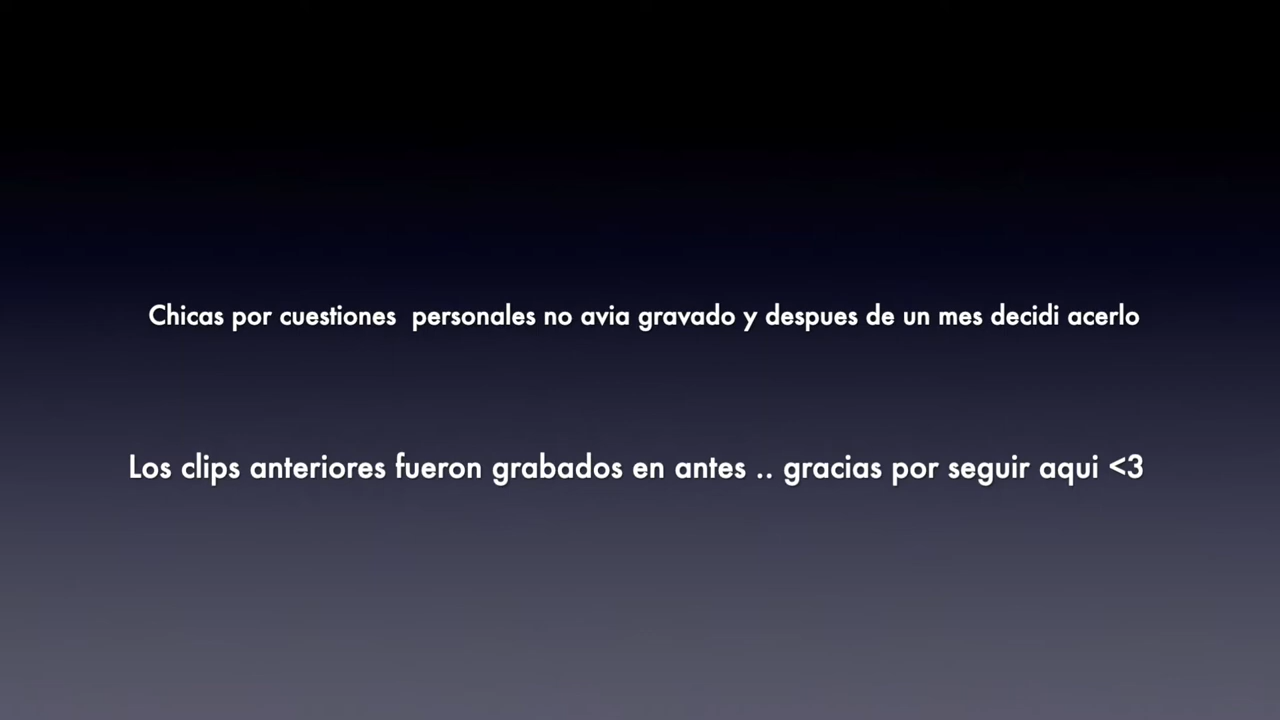 Chicas por cuestiones  personales no avia gravado y despues de un mes decidi acerlo
Los clips anteriores fueron grabados en antes .. gracias por seguir aqui <3